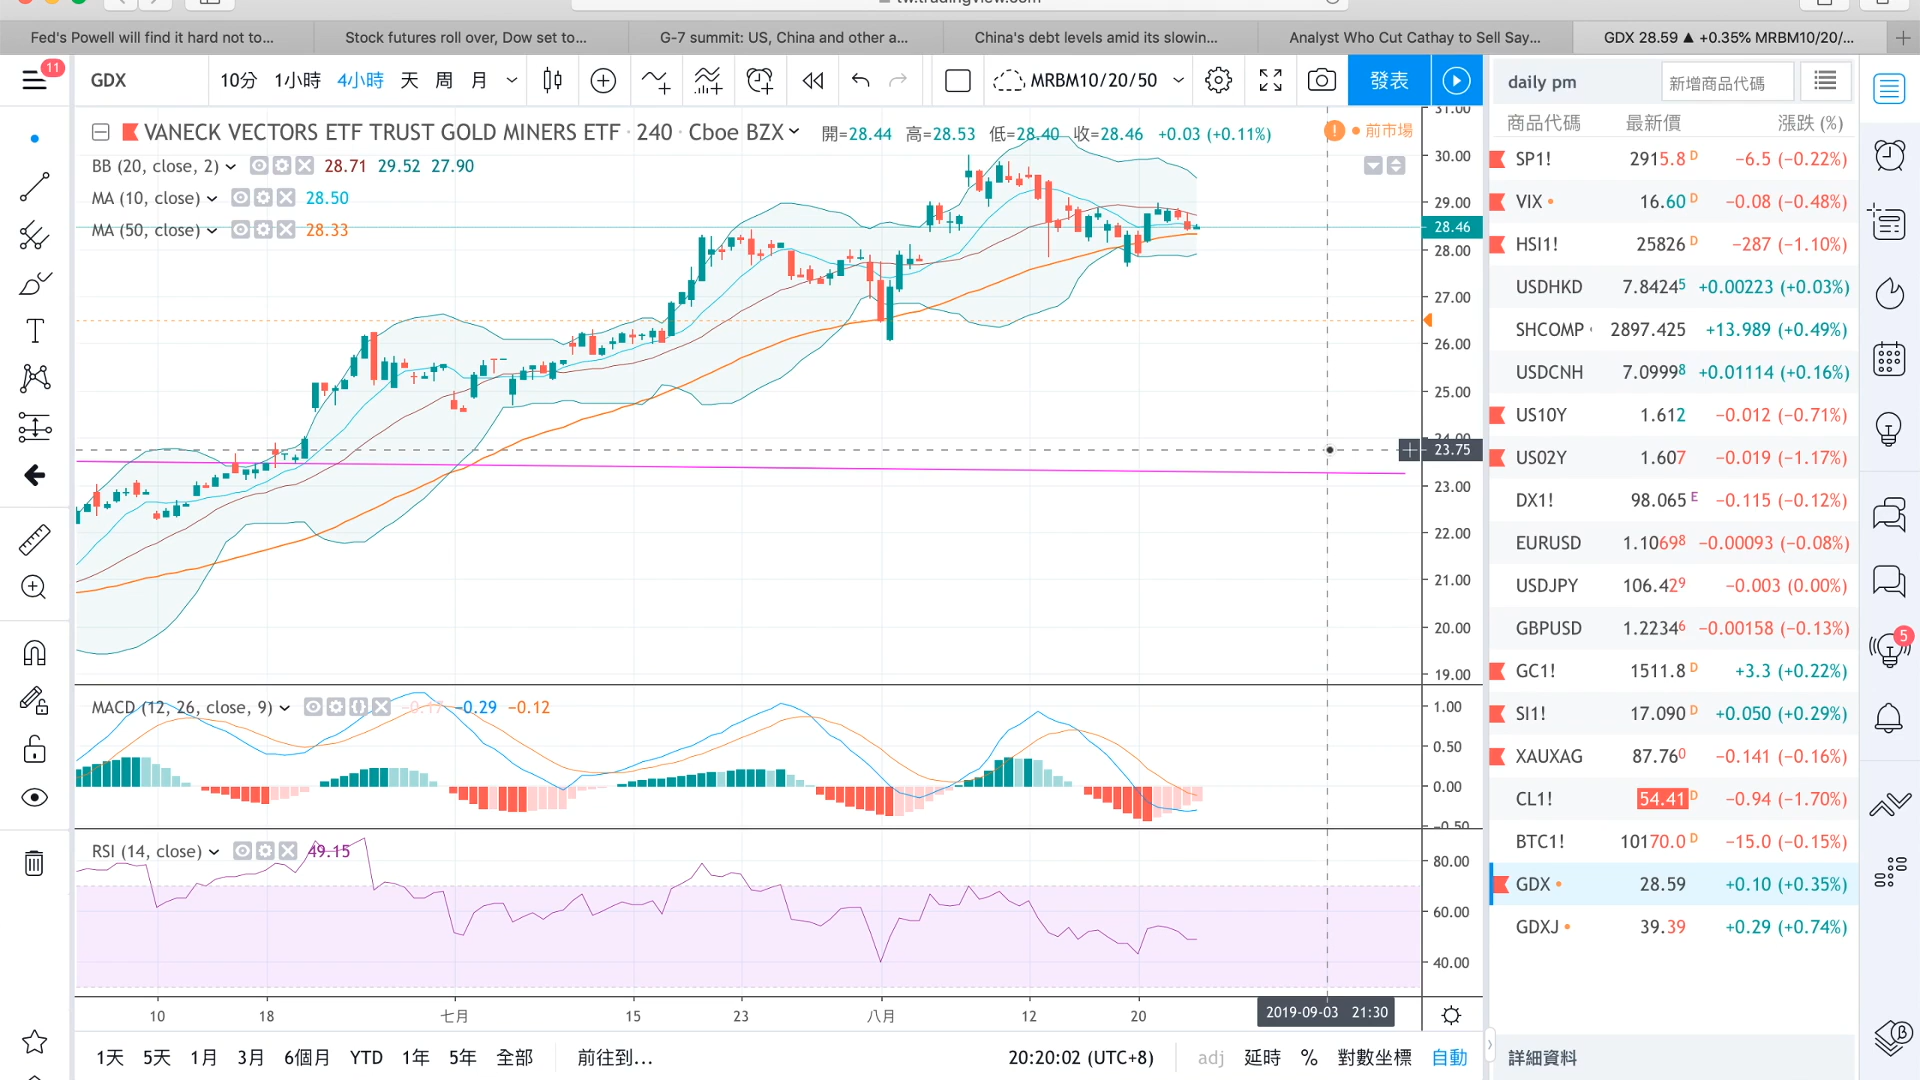 tw.tradingview.com
Fed's Powell will find it hard not to...
Stock futures roll over, Dow set to...
G-7 summit: US, China and other a...
China's debt levels amid its slowin...
Analyst Who Cut Cathay to Sell Say...
GDX 28.59 ▲ +0.35% MRBM10/20/...
11
GDX
10分 1小時 4小時 天 周 月
MRBM10/20/50
發表
daily pm
新增商品代碼
VANECK VECTORS ETF TRUST GOLD MINERS ETF · 240 · Cboe BZX
開=28.44 高=28.53 低=28.40 收=28.46 +0.03 (+0.11%)
前市場
BB (20, close, 2) 28.71 29.52 27.90
MA (10, close) 28.50
MA (50, close) 28.33
31.00
30.00
29.00
28.46
28.00
27.00
26.00
25.00
24.00
23.75
23.00
22.00
21.00
20.00
19.00
MACD (12, 26, close, 9) −0.17 −0.29 −0.12
1.00
0.50
0.00
−0.50
RSI (14, close) 49.15
80.00
60.00
40.00
10 18 七月 15 23 八月 12 20
2019-09-03 21:30
1天 5天 1月 3月 6個月 YTD 1年 5年 全部 前往到...
20:20:02 (UTC+8) adj 延時 % 對數坐標 自動
商品代碼 最新價 漲跌 (%)
SP1! 2915.8 D −6.5 (−0.22%)
VIX 16.60 D −0.08 (−0.48%)
HSI1! 25826 D −287 (−1.10%)
USDHKD 7.84245 +0.00223 (+0.03%)
SHCOMP 2897.425 +13.989 (+0.49%)
USDCNH 7.09998 +0.01114 (+0.16%)
US10Y 1.612 −0.012 (−0.71%)
US02Y 1.607 −0.019 (−1.17%)
DX1! 98.065 E −0.115 (−0.12%)
EURUSD 1.10698 −0.00093 (−0.08%)
USDJPY 106.429 −0.003 (0.00%)
GBPUSD 1.22346 −0.00158 (−0.13%)
GC1! 1511.8 D +3.3 (+0.22%)
SI1! 17.090 D +0.050 (+0.29%)
XAUXAG 87.760 −0.141 (−0.16%)
CL1! 54.41 D −0.94 (−1.70%)
BTC1! 10170.0 D −15.0 (−0.15%)
GDX 28.59 +0.10 (+0.35%)
GDXJ 39.39 +0.29 (+0.74%)
詳細資料
5